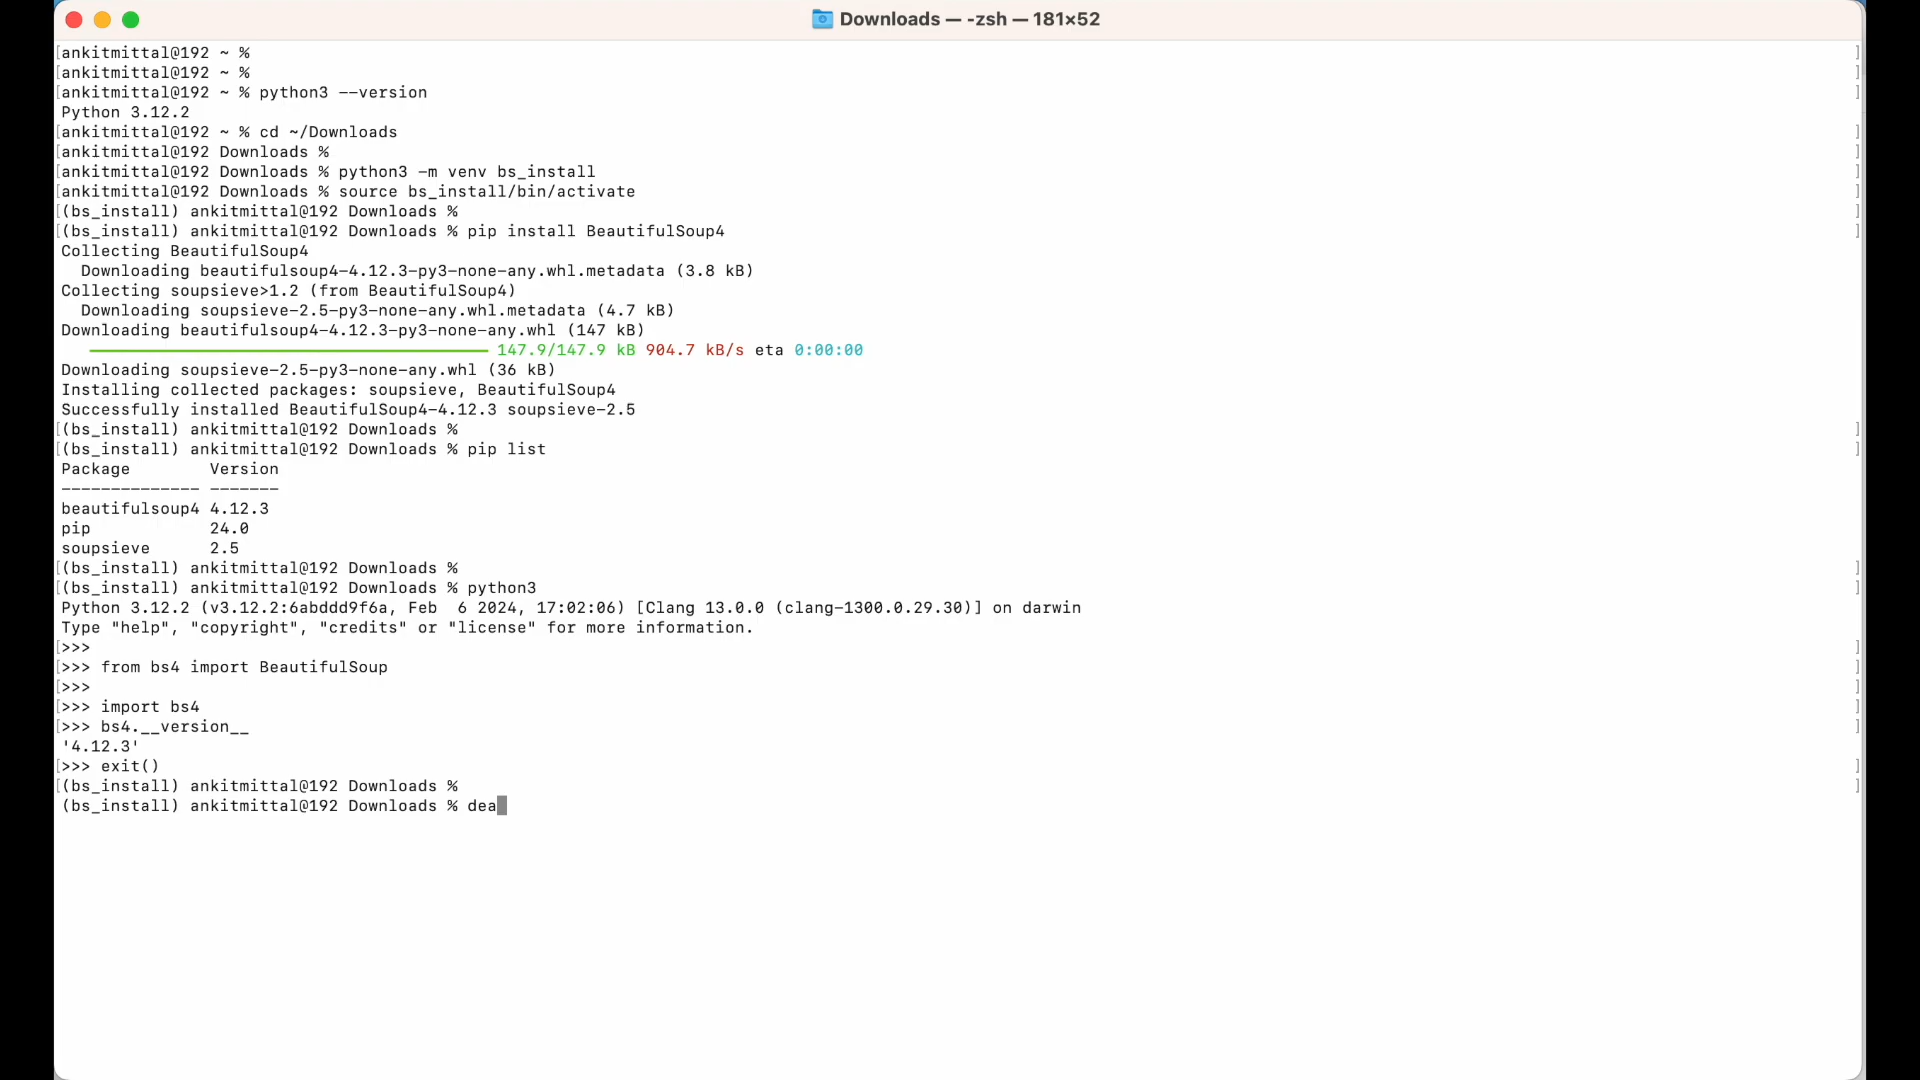 Downloads — -zsh — 181×52
[ankitmittal@192 ~ % ]
[ankitmittal@192 ~ % ]
[ankitmittal@192 ~ % python3 --version ]
Python 3.12.2
[ankitmittal@192 ~ % cd ~/Downloads ]
[ankitmittal@192 Downloads % ]
[ankitmittal@192 Downloads % python3 -m venv bs_install ]
[ankitmittal@192 Downloads % source bs_install/bin/activate ]
[(bs_install) ankitmittal@192 Downloads % ]
[(bs_install) ankitmittal@192 Downloads % pip install BeautifulSoup4 ]
Collecting BeautifulSoup4
  Downloading beautifulsoup4-4.12.3-py3-none-any.whl.metadata (3.8 kB)
Collecting soupsieve>1.2 (from BeautifulSoup4)
  Downloading soupsieve-2.5-py3-none-any.whl.metadata (4.7 kB)
Downloading beautifulsoup4-4.12.3-py3-none-any.whl (147 kB)
147.9/147.9 kB 904.7 kB/s eta 0:00:00
Downloading soupsieve-2.5-py3-none-any.whl (36 kB)
Installing collected packages: soupsieve, BeautifulSoup4
Successfully installed BeautifulSoup4-4.12.3 soupsieve-2.5
[(bs_install) ankitmittal@192 Downloads % ]
[(bs_install) ankitmittal@192 Downloads % pip list ]
Package        Version
-------------- -------
beautifulsoup4 4.12.3
pip            24.0
soupsieve      2.5
[(bs_install) ankitmittal@192 Downloads % ]
[(bs_install) ankitmittal@192 Downloads % python3 ]
Python 3.12.2 (v3.12.2:6abddd9f6a, Feb  6 2024, 17:02:06) [Clang 13.0.0 (clang-1300.0.29.30)] on darwin
Type "help", "copyright", "credits" or "license" for more information.
[>>> ]
[>>> from bs4 import BeautifulSoup ]
[>>> ]
[>>> import bs4 ]
[>>> bs4.__version__ ]
'4.12.3'
[>>> exit() ]
[(bs_install) ankitmittal@192 Downloads % ]
(bs_install) ankitmittal@192 Downloads % dea